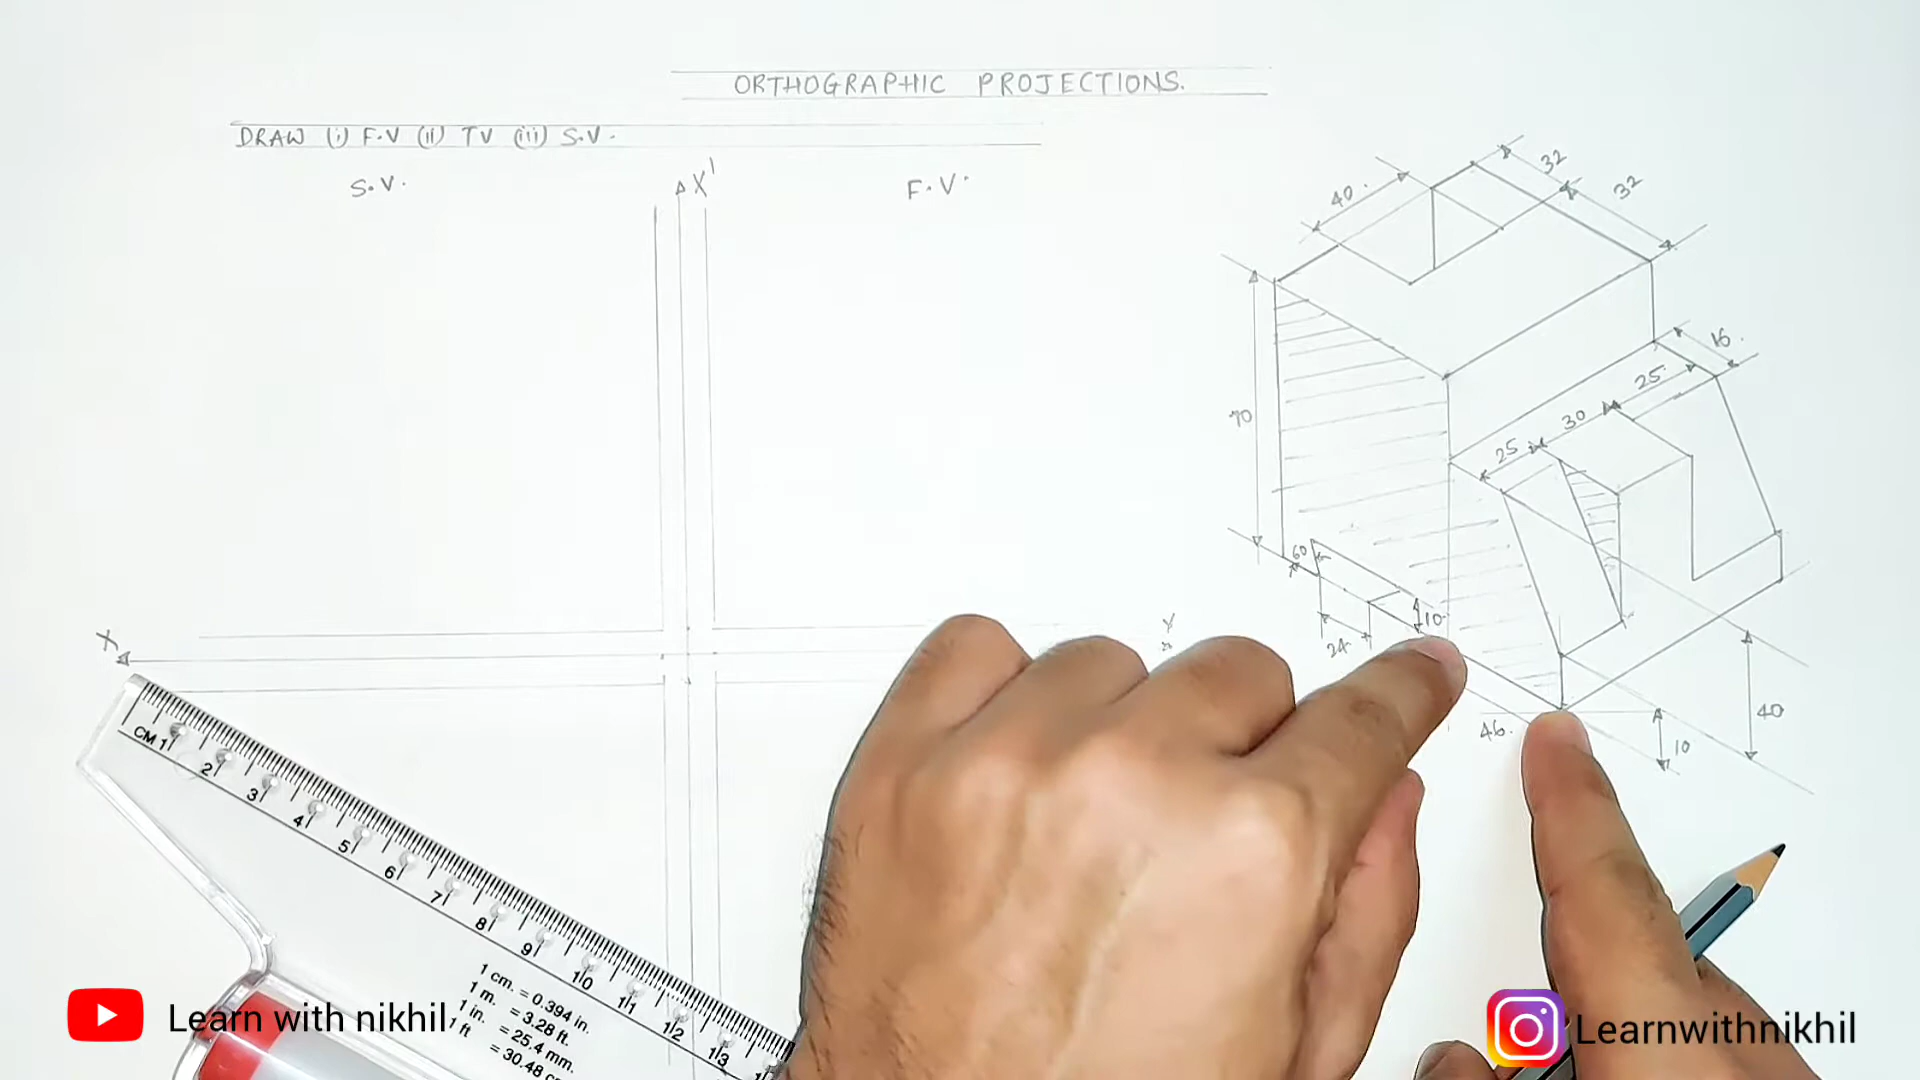 ORTHOGRAPHIC PROJECTIONS.
DRAW (i) F.V (ii) TV (iii) S.V.
S.V.
X'
F.V.
X
Y
32
32
40.
16.
25
30
25
70
60
10
24
46.
40
10
CM 1 2 3 4 5 6 7 8 9 10 11 12 13
1 cm. = 0.394 in.
1 m. = 3.28 ft.
1 in. = 25.4 mm.
1 ft = 30.48
Learn with nikhil
Learnwithnikhil